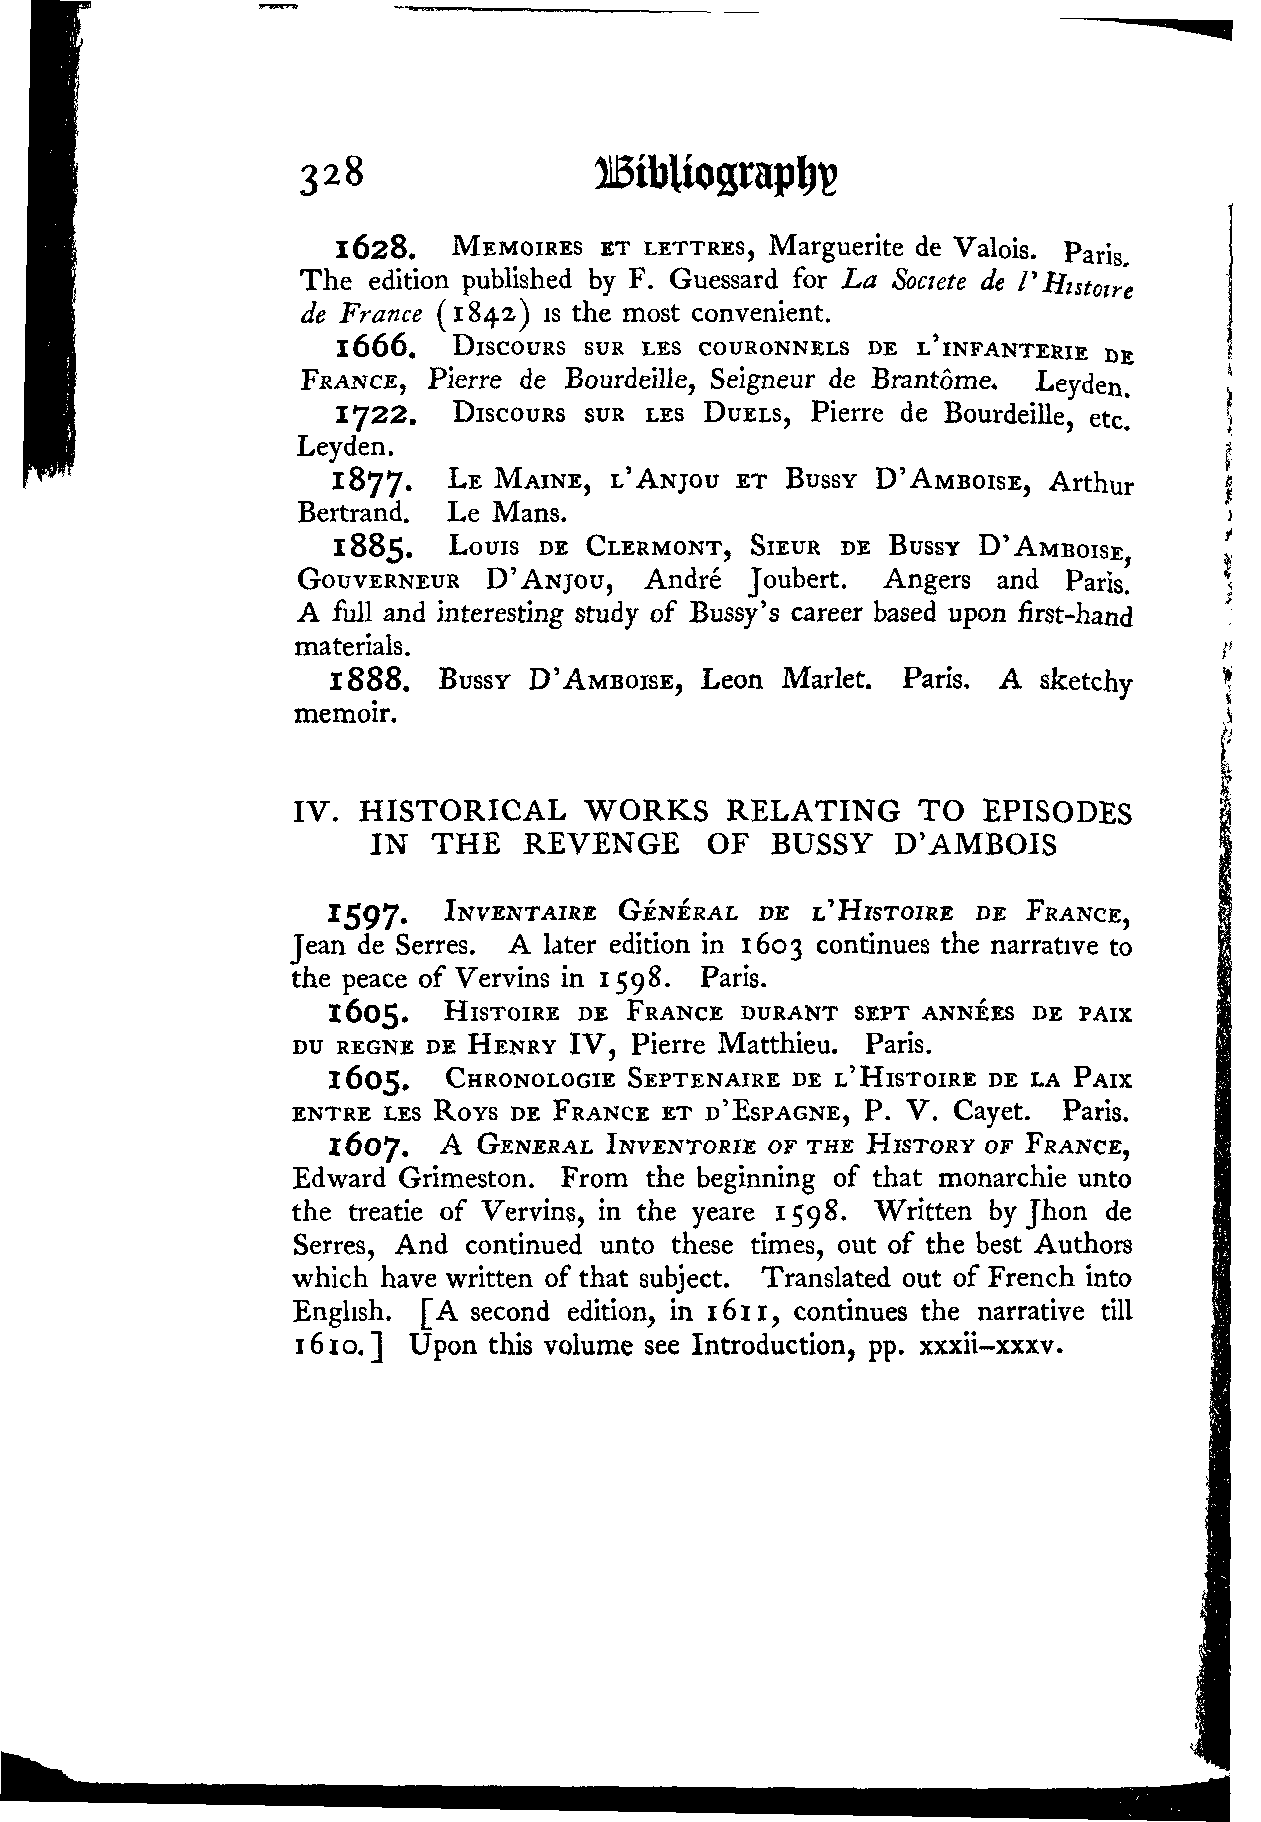 328 Bibliography
1628. Memoires et lettres, Marguerite de Valois. Paris.
The edition published by F. Guessard for La Societe de l'Histoire
de France (1842) is the most convenient.
1666. Discours sur les couronnels de l'infanterie de
France, Pierre de Bourdeille, Seigneur de Brantôme. Leyden.
1722. Discours sur les Duels, Pierre de Bourdeille, etc.
Leyden.
1877. Le Maine, l'Anjou et Bussy D'Amboise, Arthur
Bertrand. Le Mans.
1885. Louis de Clermont, Sieur de Bussy D'Amboise,
Gouverneur D'Anjou, André Joubert. Angers and Paris.
A full and interesting study of Bussy's career based upon first-hand
materials.
1888. Bussy D'Amboise, Leon Marlet. Paris. A sketchy
memoir.
IV. HISTORICAL WORKS RELATING TO EPISODES
IN THE REVENGE OF BUSSY D'AMBOIS
1597. Inventaire Général de l'Histoire de France,
Jean de Serres. A later edition in 1603 continues the narrative to
the peace of Vervins in 1598. Paris.
1605. Histoire de France durant sept années de paix
du regne de Henry IV, Pierre Matthieu. Paris.
1605. Chronologie Septenaire de l'Histoire de la Paix
entre les Roys de France et d'Espagne, P. V. Cayet. Paris.
1607. A General Inventorie of the History of France,
Edward Grimeston. From the beginning of that monarchie unto
the treatie of Vervins, in the yeare 1598. Written by Jhon de
Serres, And continued unto these times, out of the best Authors
which have written of that subject. Translated out of French into
English. [A second edition, in 1611, continues the narrative till
1610.] Upon this volume see Introduction, pp. xxxii–xxxv.